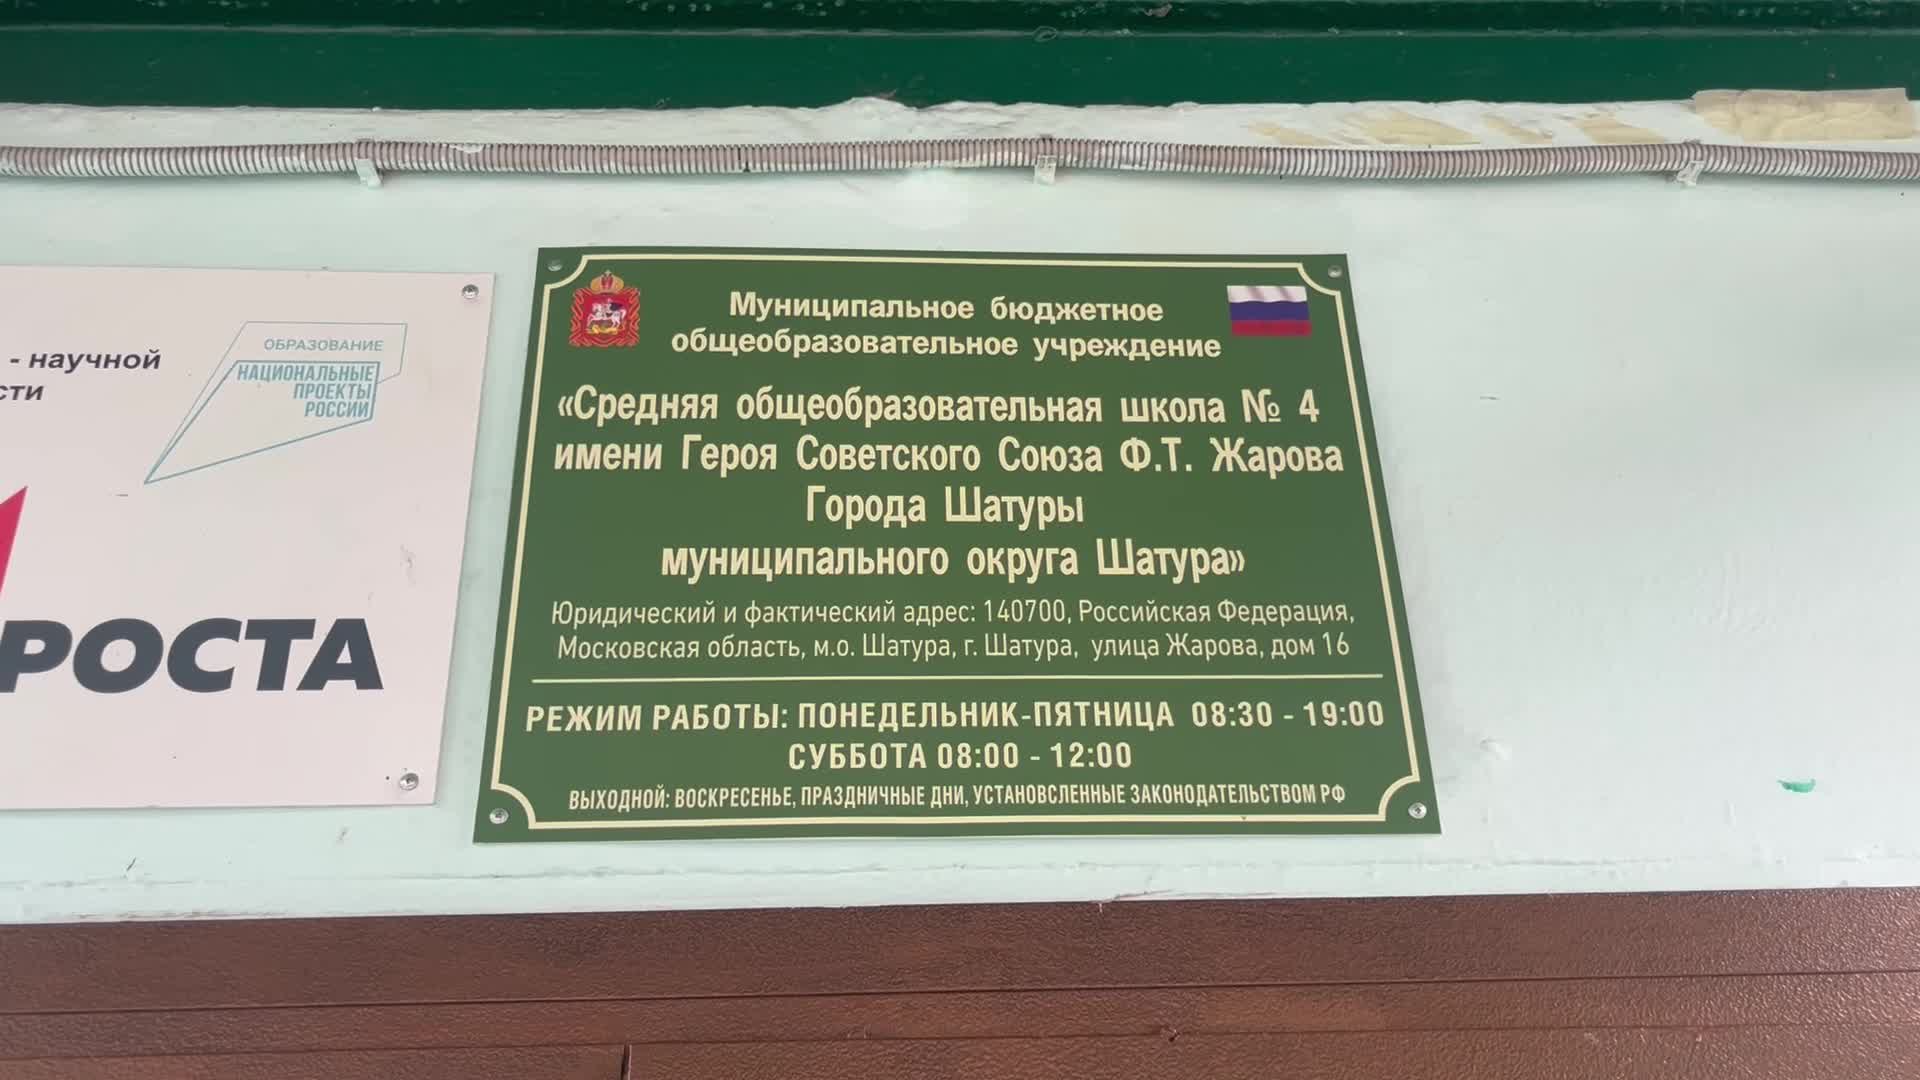 - научной
сти
ОБРАЗОВАНИЕ
НАЦИОНАЛЬНЫЕ
ПРОЕКТЫ
РОССИИ
РОСТА
Муниципальное бюджетное
общеобразовательное учреждение
«Средняя общеобразовательная школа № 4
имени Героя Советского Союза Ф.Т. Жарова
Города Шатуры
муниципального округа Шатура»
Юридический и фактический адрес: 140700, Российская Федерация,
Московская область, м.о. Шатура, г. Шатура, улица Жарова, дом 16
РЕЖИМ РАБОТЫ: ПОНЕДЕЛЬНИК-ПЯТНИЦА 08:30 - 19:00
СУББОТА 08:00 - 12:00
ВЫХОДНОЙ: ВОСКРЕСЕНЬЕ, ПРАЗДНИЧНЫЕ ДНИ, УСТАНОВСЛЕННЫЕ ЗАКОНОДАТЕЛЬСТВОМ РФ